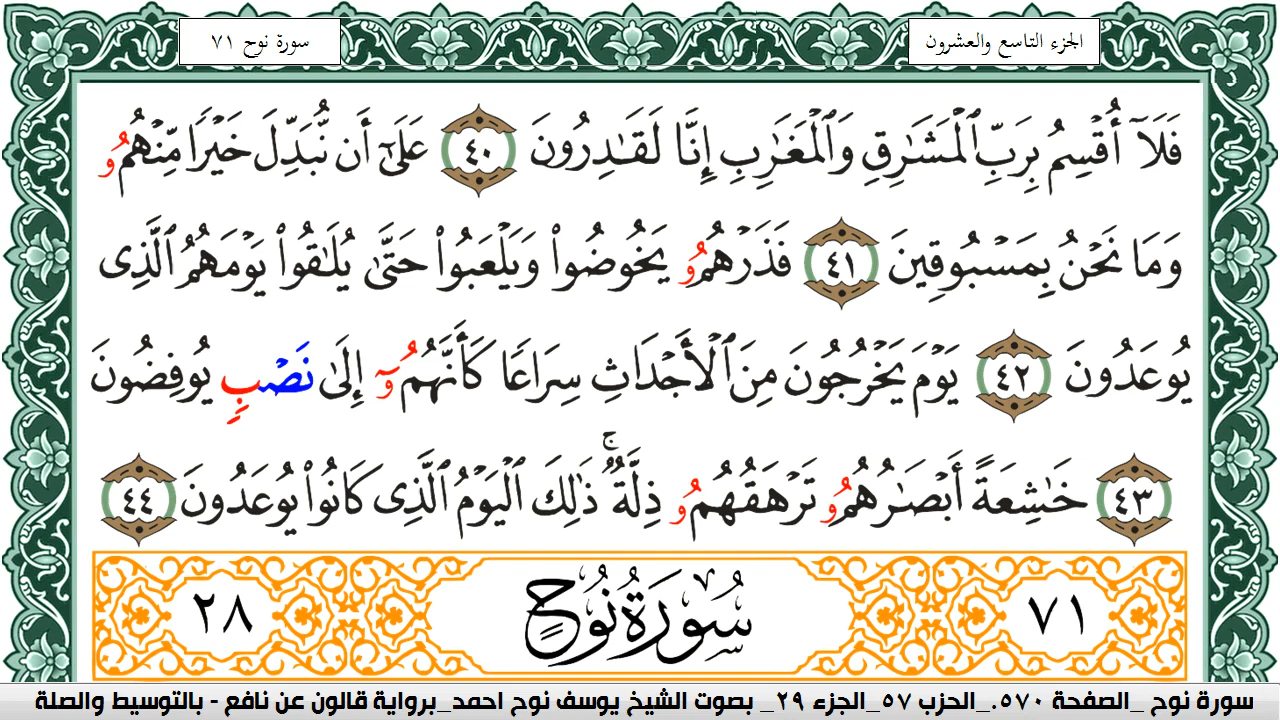 الجزء التاسع والعشرون
سورة نوح ٧١
فَلَآ أُقْسِمُ بِرَبِّ ٱلْمَشَٰرِقِ وَٱلْمَغَٰرِبِ إِنَّا لَقَٰدِرُونَ ٤٠ عَلَىٰٓ أَن نُّبَدِّلَ خَيْرًا مِّنْهُمُو
وَمَا نَحْنُ بِمَسْبُوقِينَ ٤١ فَذَرْهُمُو يَخُوضُوا۟ وَيَلْعَبُوا۟ حَتَّىٰ يُلَٰقُوا۟ يَوْمَهُمُ ٱلَّذِى
يُوعَدُونَ ٤٢ يَوْمَ يَخْرُجُونَ مِنَ ٱلْأَجْدَاثِ سِرَاعًا كَأَنَّهُمُوٓ إِلَىٰ نَصْبٍ يُوفِضُونَ
٤٣ خَٰشِعَةً أَبْصَٰرُهُمُو تَرْهَقُهُمُو ذِلَّةٌ ۚ ذَٰلِكَ ٱلْيَوْمُ ٱلَّذِى كَانُوا۟ يُوعَدُونَ ٤٤
٧١ سُورَةُ نُوحٍ ٢٨
سورة نوح _الصفحة ٥٧٠._الحزب ٥٧_الجزء ٢٩_ بصوت الشيخ يوسف نوح احمد_برواية قالون عن نافع - بالتوسيط والصلة